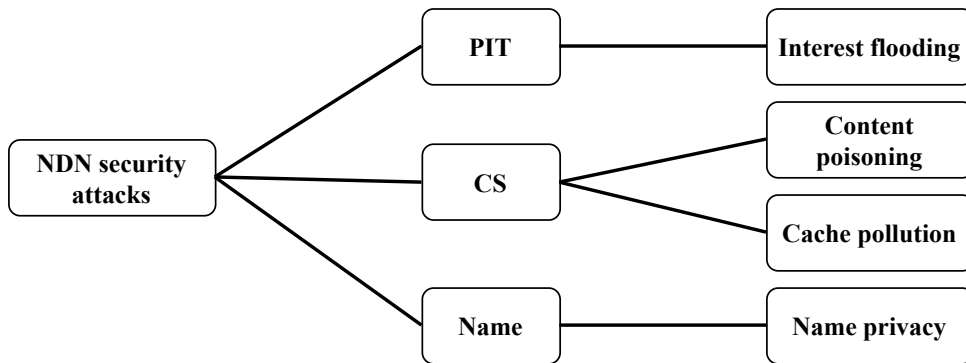 PIT
Interest flooding
NDN security
attacks
CS
Content
poisoning
Cache pollution
Name
Name privacy